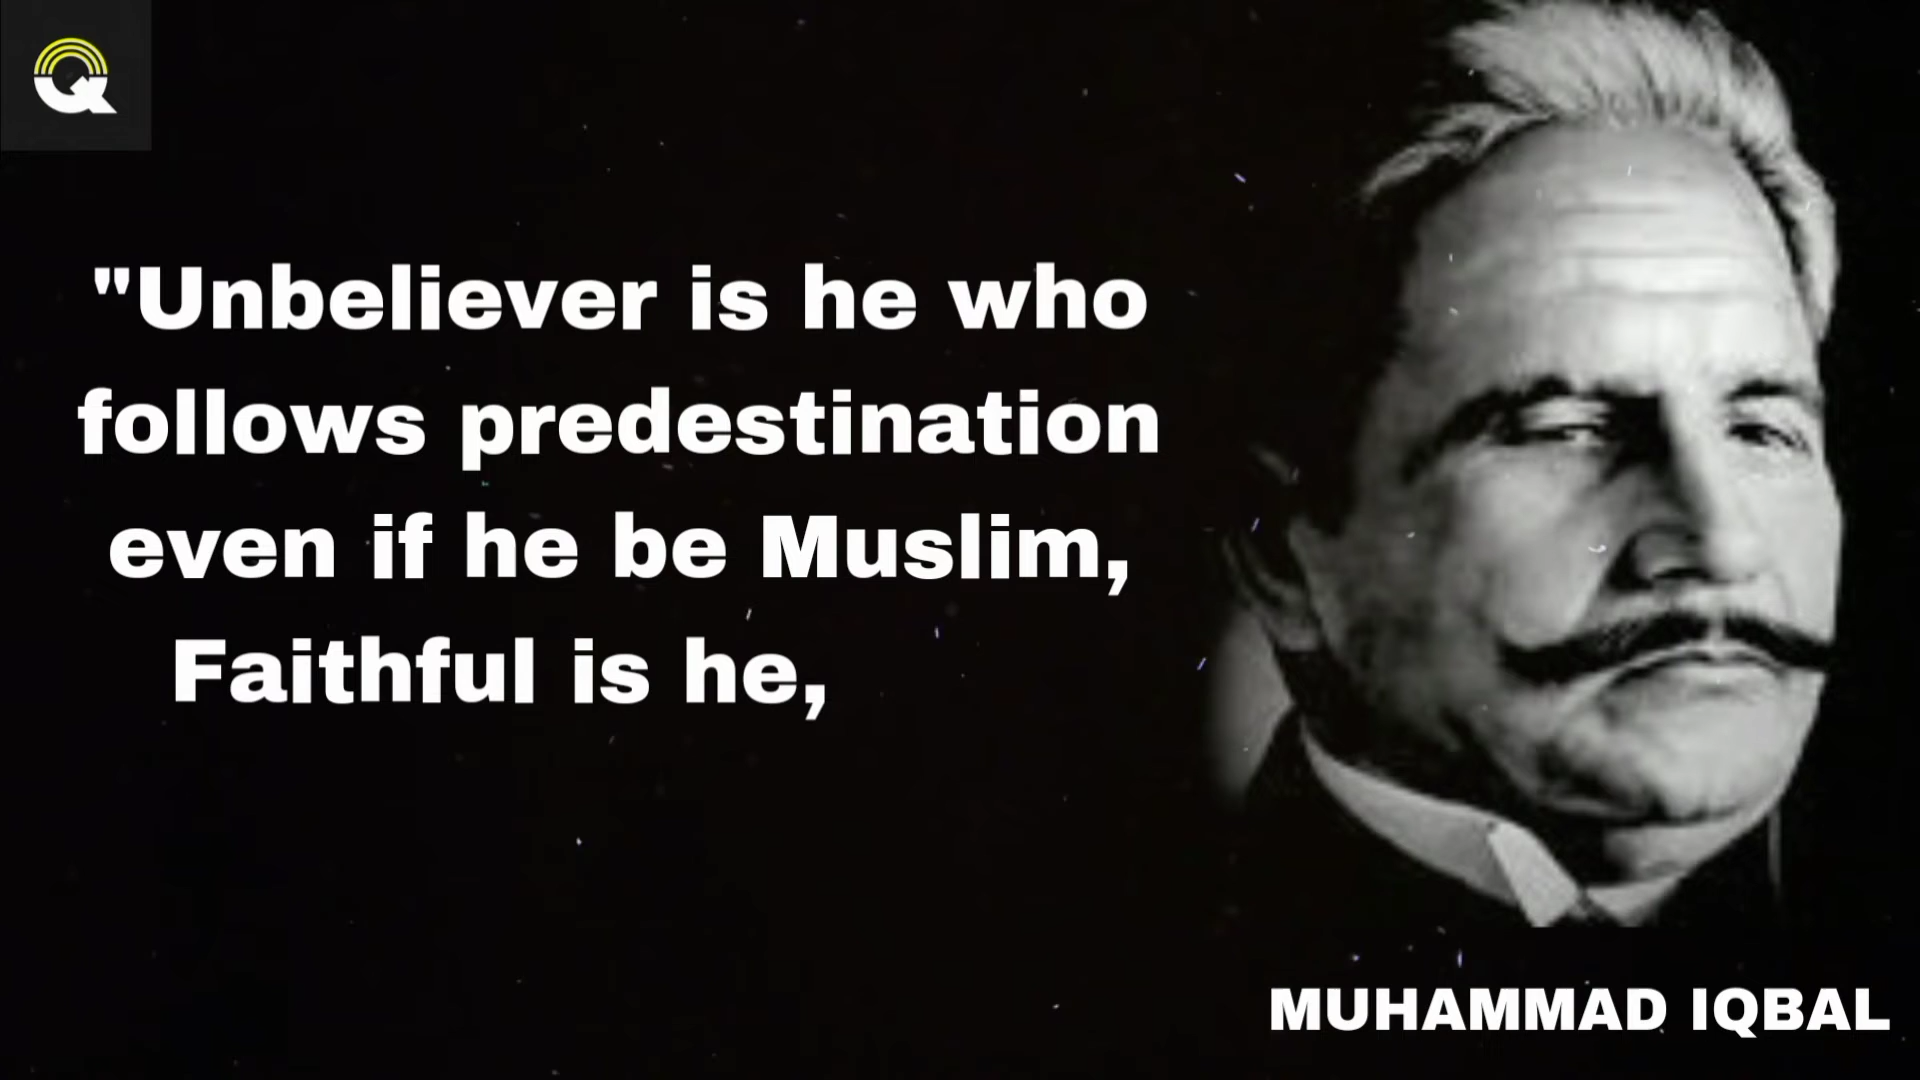 "Unbeliever is he who
follows predestination
even if he be Muslim,
Faithful is he,
MUHAMMAD IQBAL